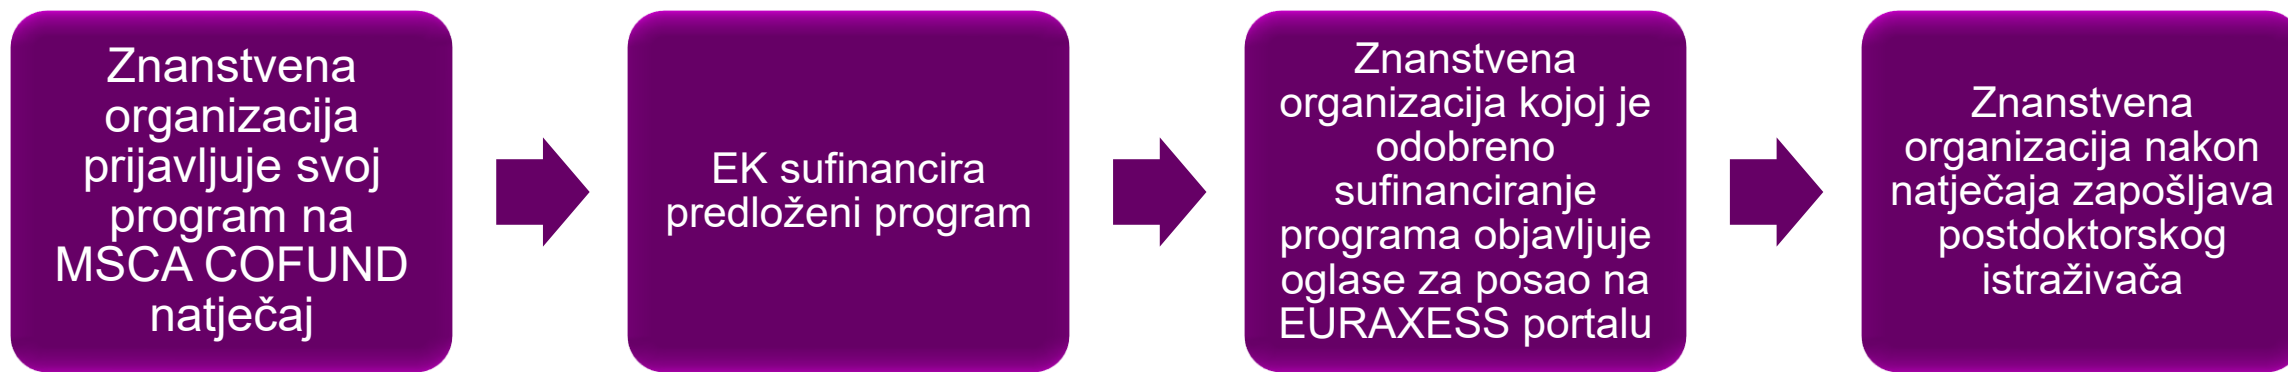 Znanstvena
organizacija
prijavljuje svoj
program na
MSCA COFUND
natječaj
EK sufinancira
predloženi program
Znanstvena
organizacija kojoj je
odobreno
sufinanciranje
programa objavljuje
oglase za posao na
EURAXESS portalu
Znanstvena
organizacija nakon
natječaja zapošljava
postdoktorskog
istraživača